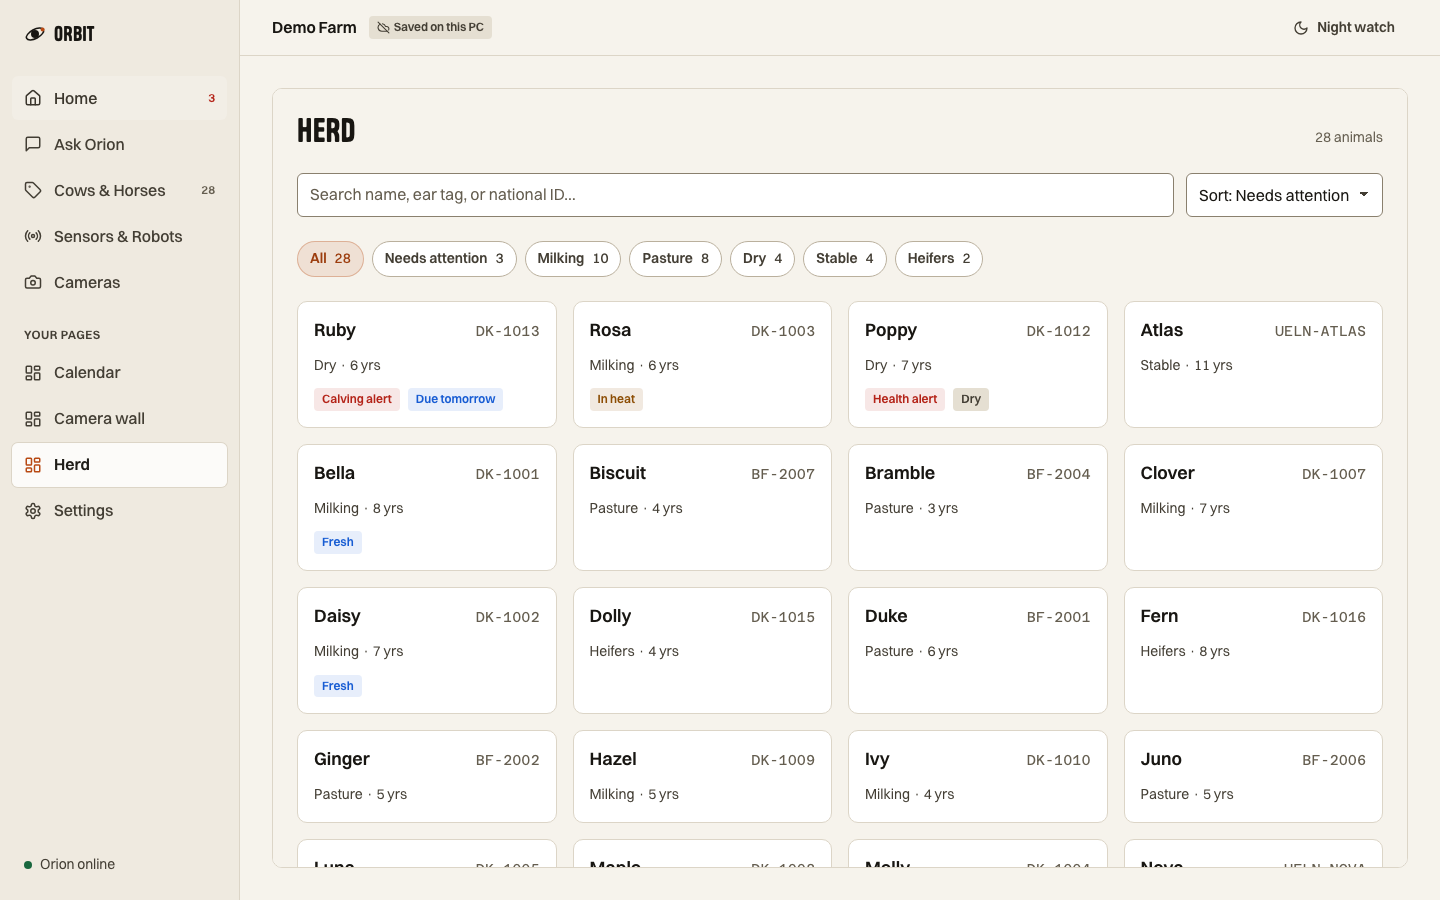 ORBIT
Demo Farm
Saved on this PC
Night watch
Home 3
Ask Orion
Cows & Horses 28
Sensors & Robots
Cameras
YOUR PAGES
Calendar
Camera wall
Herd
Settings
Orion online
HERD
28 animals
Search name, ear tag, or national ID...
Sort: Needs attention
All 28 Needs attention 3 Milking 10 Pasture 8 Dry 4 Stable 4 Heifers 2
Ruby DK-1013
Dry · 6 yrs
Calving alert Due tomorrow
Rosa DK-1003
Milking · 6 yrs
In heat
Poppy DK-1012
Dry · 7 yrs
Health alert Dry
Atlas UELN-ATLAS
Stable · 11 yrs
Bella DK-1001
Milking · 8 yrs
Fresh
Biscuit BF-2007
Pasture · 4 yrs
Bramble BF-2004
Pasture · 3 yrs
Clover DK-1007
Milking · 7 yrs
Daisy DK-1002
Milking · 7 yrs
Fresh
Dolly DK-1015
Heifers · 4 yrs
Duke BF-2001
Pasture · 6 yrs
Fern DK-1016
Heifers · 8 yrs
Ginger BF-2002
Pasture · 5 yrs
Hazel DK-1009
Milking · 5 yrs
Ivy DK-1010
Milking · 4 yrs
Juno BF-2006
Pasture · 5 yrs